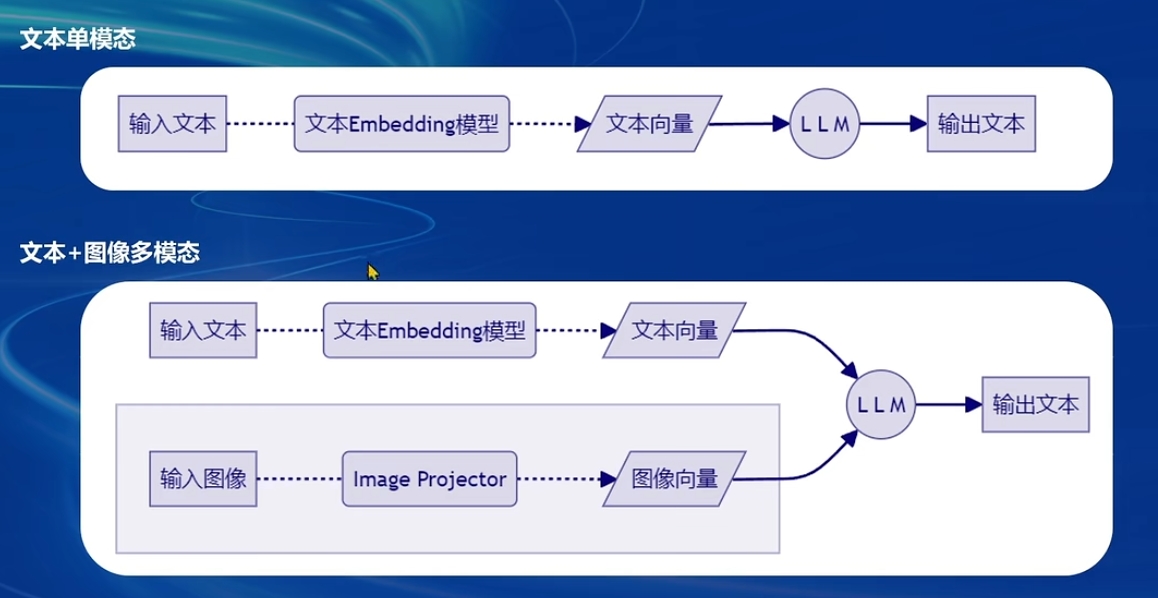 文本单模态
输入文本
文本Embedding模型
文本向量
LLM
输出文本
文本+图像多模态
输入文本
文本Embedding模型
文本向量
LLM
输出文本
输入图像
Image Projector
图像向量